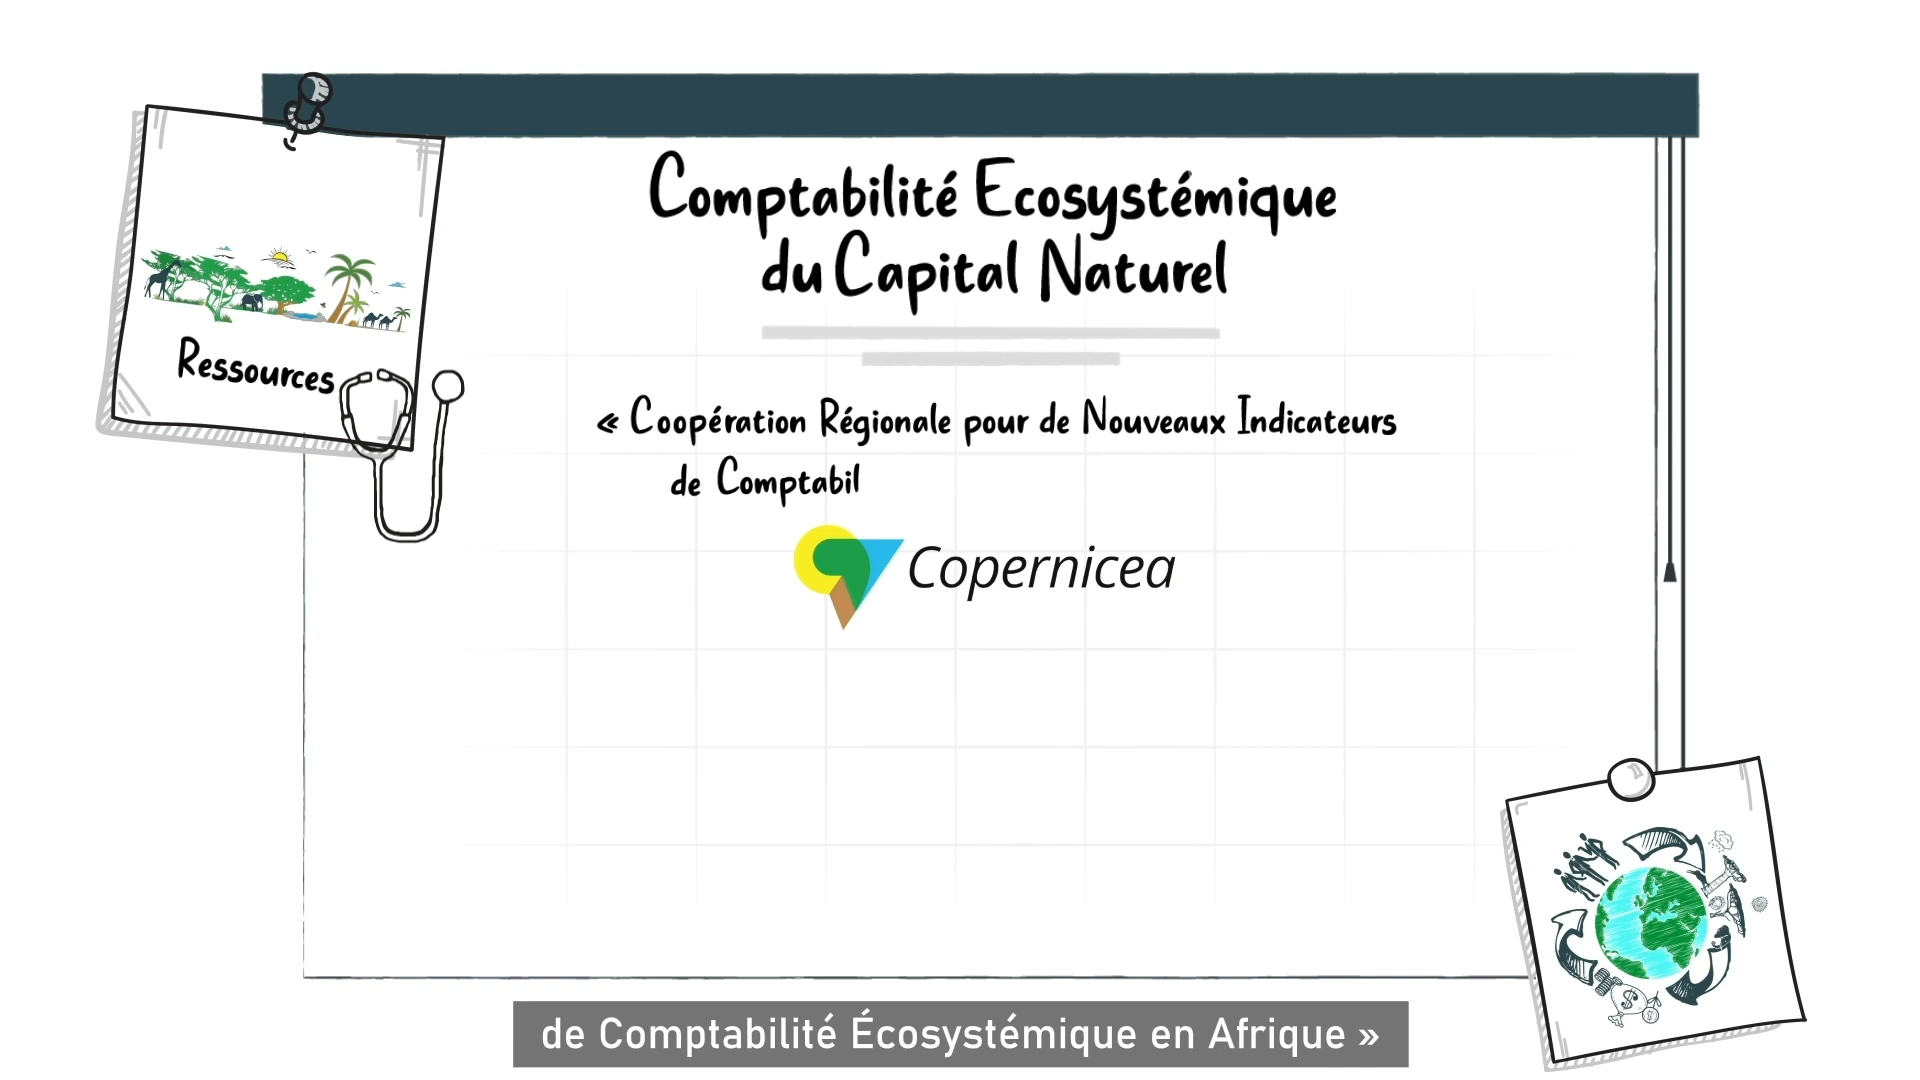 Comptabilité Ecosystémique
du Capital Naturel
Ressources
« Coopération Régionale pour de Nouveaux Indicateurs
de Comptabil
Copernicea
de Comptabilité Écosystémique en Afrique »